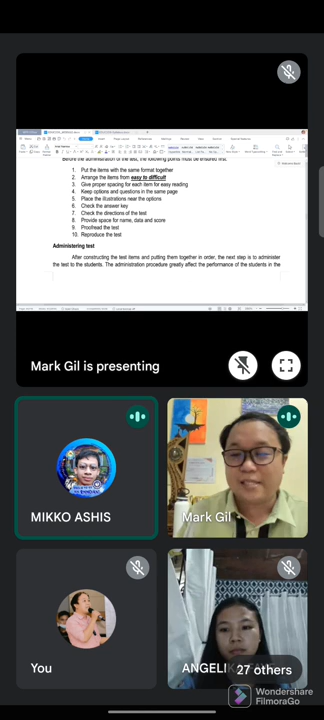 before the administration of the test, the following points must be ensured first.
1. Put the items with the same format together
2. Arrange the items from easy to difficult
3. Give proper spacing for each item for easy reading
4. Keep options and questions in the same page
5. Place the illustrations near the options
6. Check the answer key
7. Check the directions of the test
8. Provide space for name, data and score
9. Proofread the test
10. Reproduce the test
Administering test
After constructing the test items and putting them together in order, the next step is to administer
the test to the students. The administration procedure greatly affect the performance of the students in the
Mark Gil is presenting
MIKKO ASHIS
Mark Gil
You
ANGELI
27 others
Wondershare
FilmoraGo